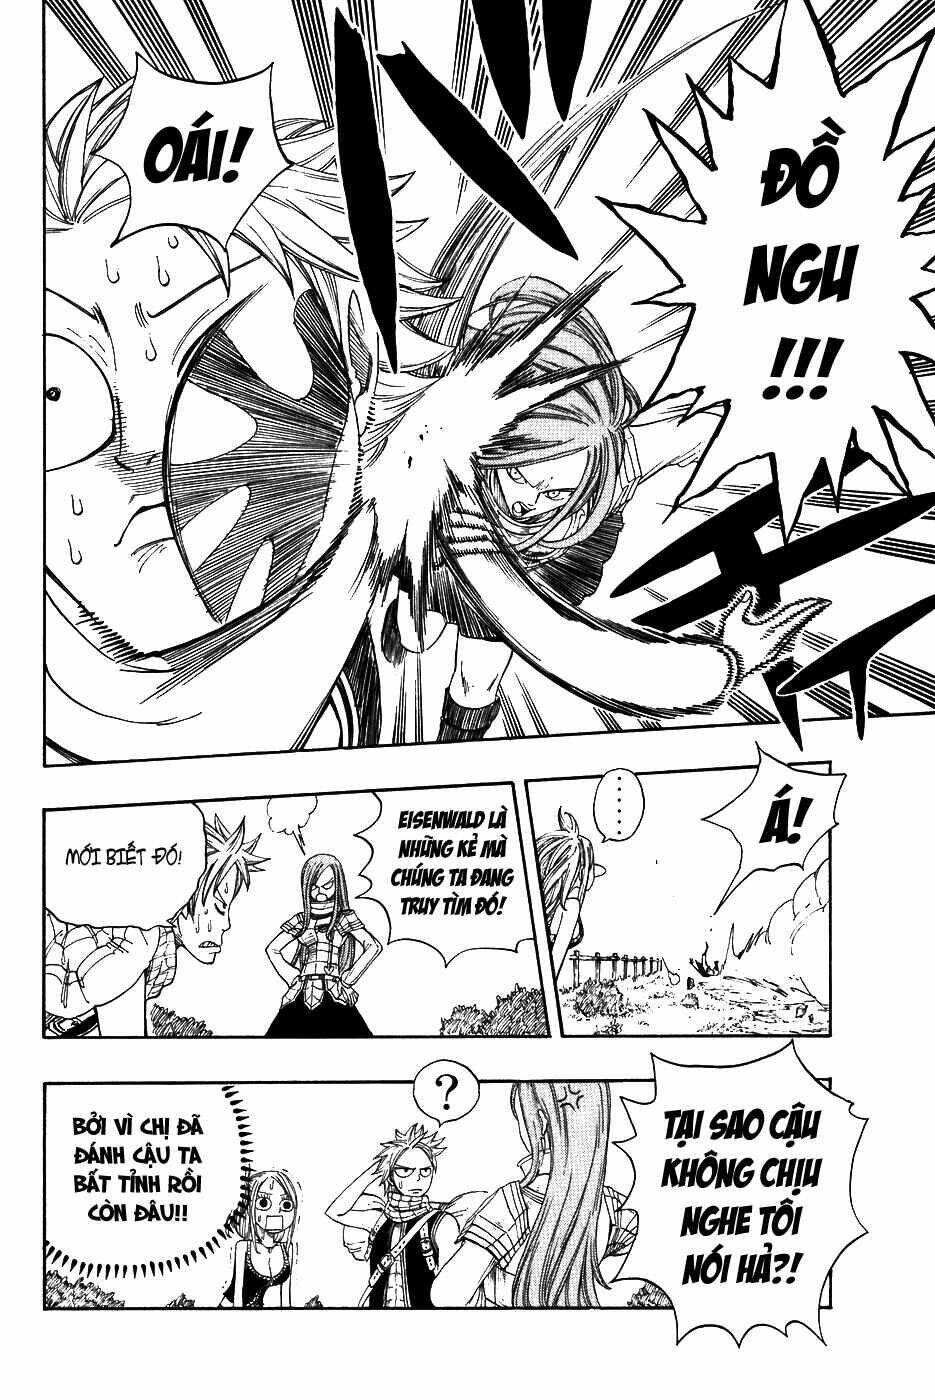 ĐỒ
NGU
!!!
OÁI!
Á!
......
EISENWALD LÀ
NHỮNG KẺ MÀ
CHÚNG TA ĐANG
TRUY TÌM ĐÓ!
MỚI BIẾT ĐÓ!
TẠI SAO CẬU
KHÔNG CHỊU
NGHE TÔI
NÓI HẢ?!
?
BỞI VÌ CHỊ ĐÃ
ĐÁNH CẬU TA
BẤT TỈNH RỒI
CÒN ĐÂU!!